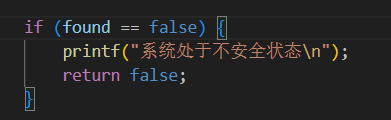 if (found == false) {
printf("系统处于不安全状态\n");
return false;
}